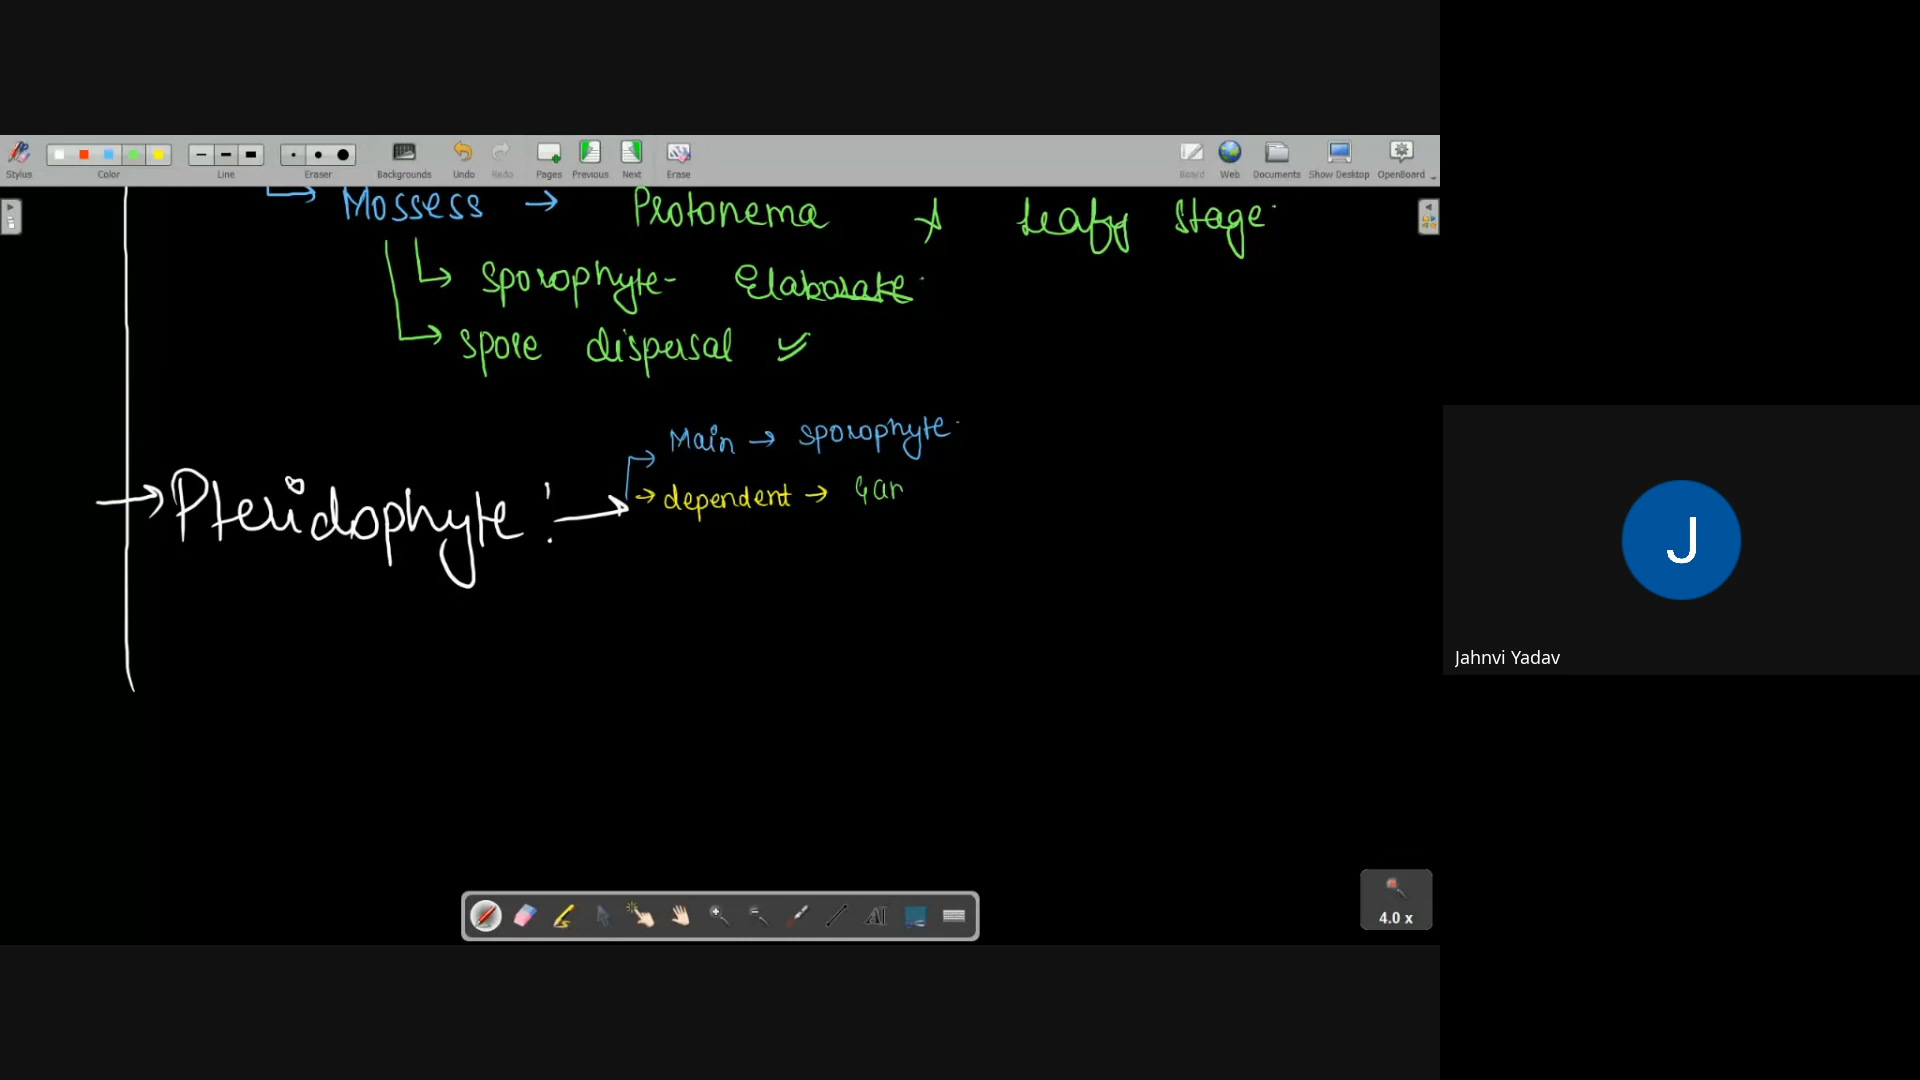 Stylus Color Line Eraser Backgrounds Undo Redo Pages Previous Next Erase Board Web Documents Show Desktop OpenBoard
Mossess → Protonema + Leafy Stage.
↳ Sporophyte - Elaborate.
↳ Spore dispersal
Main → Sporophyte.
→ Pteridophyte : → dependent → Gam
J
Jahnvi Yadav
4.0 x